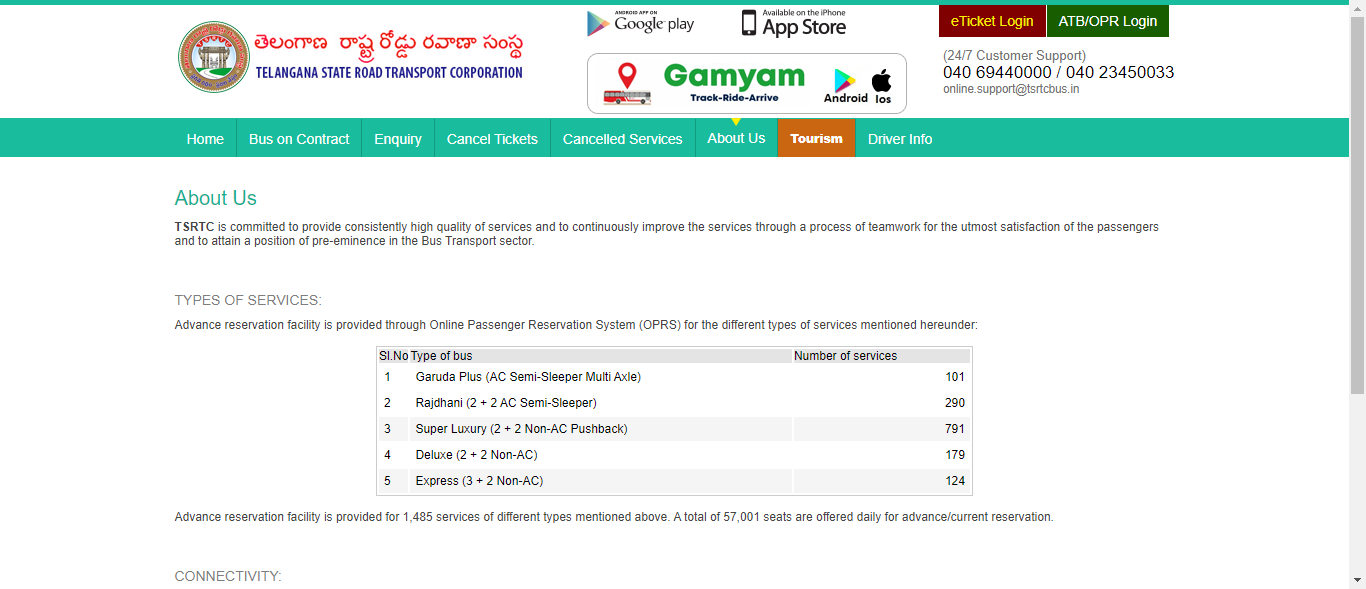 తెలంగాణ రాష్ట్ర రోడ్డు రవాణా సంస్థ
TELANGANA STATE ROAD TRANSPORT CORPORATION
ANDROID APP ON
Google play
Available on the iPhone
App Store
Gamyam
Track-Ride-Arrive
Android Ios
eTicket Login
ATB/OPR Login
(24/7 Customer Support)
040 69440000 / 040 23450033
online.support@tsrtcbus.in
Home Bus on Contract Enquiry Cancel Tickets Cancelled Services About Us Tourism Driver Info
About Us
TSRTC is committed to provide consistently high quality of services and to continuously improve the services through a process of teamwork for the utmost satisfaction of the passengers
and to attain a position of pre-eminence in the Bus Transport sector.
TYPES OF SERVICES:
Advance reservation facility is provided through Online Passenger Reservation System (OPRS) for the different types of services mentioned hereunder:
Sl.No Type of bus Number of services
1 Garuda Plus (AC Semi-Sleeper Multi Axle) 101
2 Rajdhani (2 + 2 AC Semi-Sleeper) 290
3 Super Luxury (2 + 2 Non-AC Pushback) 791
4 Deluxe (2 + 2 Non-AC) 179
5 Express (3 + 2 Non-AC) 124
Advance reservation facility is provided for 1,485 services of different types mentioned above. A total of 57,001 seats are offered daily for advance/current reservation.
CONNECTIVITY: